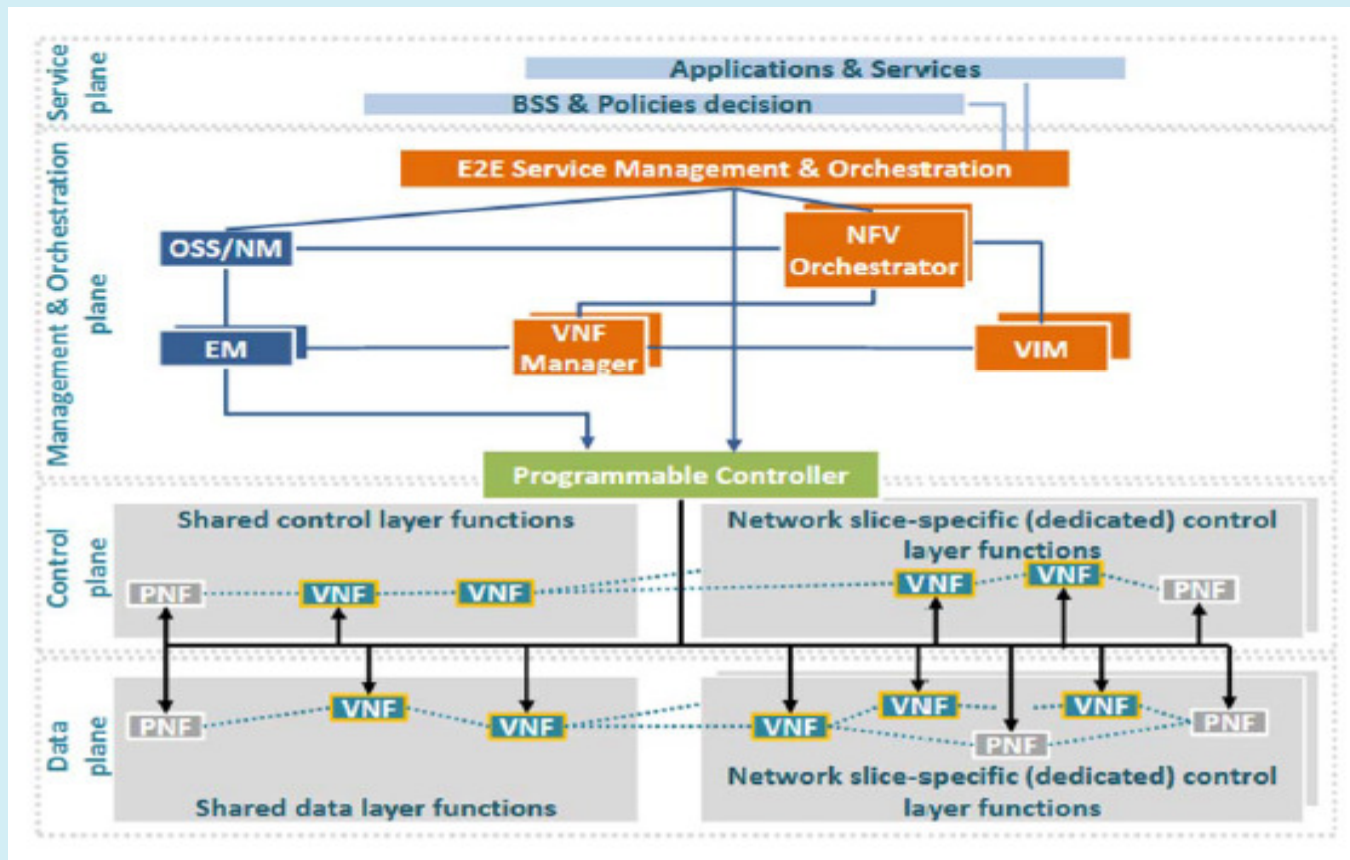 Service
plane
Applications & Services
BSS & Policies decision
Management & Orchestration
plane
E2E Service Management & Orchestration
OSS/NM
NFV
Orchestrator
EM
VNF
Manager
VIM
Programmable Controller
Control
plane
Shared control layer functions
Network slice-specific (dedicated) control
layer functions
PNF
VNF
VNF
VNF
VNF
PNF
Data
plane
PNF
VNF
VNF
VNF
VNF
PNF
VNF
PNF
Shared data layer functions
Network slice-specific (dedicated) control
layer functions